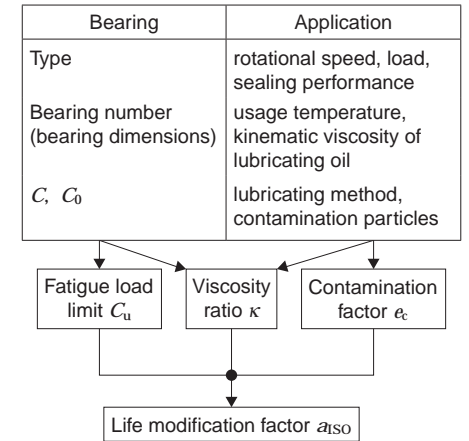 Bearing
Application
Type
rotational speed, load,
sealing performance
Bearing number
(bearing dimensions)
usage temperature,
kinematic viscosity of
lubricating oil
C, C₀
lubricating method,
contamination particles
Fatigue load
limit Cᵤ
Viscosity
ratio κ
Contamination
factor e꜀
Life modification factor aISO